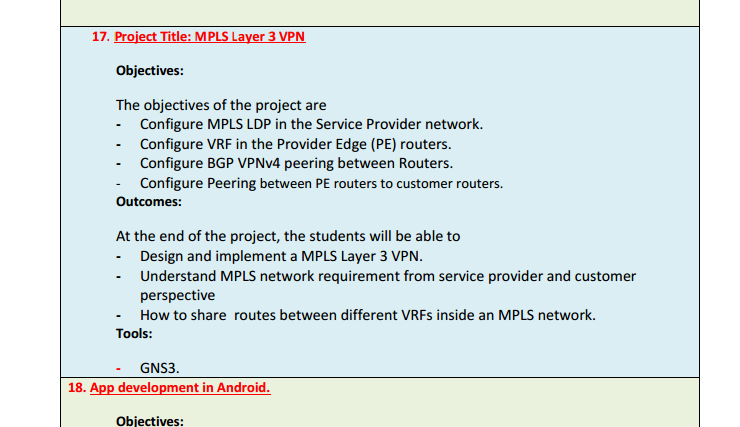 17. Project Title: MPLS Layer 3 VPN
Objectives:
The objectives of the project are
- Configure MPLS LDP in the Service Provider network.
- Configure VRF in the Provider Edge (PE) routers.
- Configure BGP VPNv4 peering between Routers.
- Configure Peering between PE routers to customer routers.
Outcomes:
At the end of the project, the students will be able to
- Design and implement a MPLS Layer 3 VPN.
- Understand MPLS network requirement from service provider and customer
perspective
- How to share routes between different VRFs inside an MPLS network.
Tools:
- GNS3.
18. App development in Android.
Objectives: